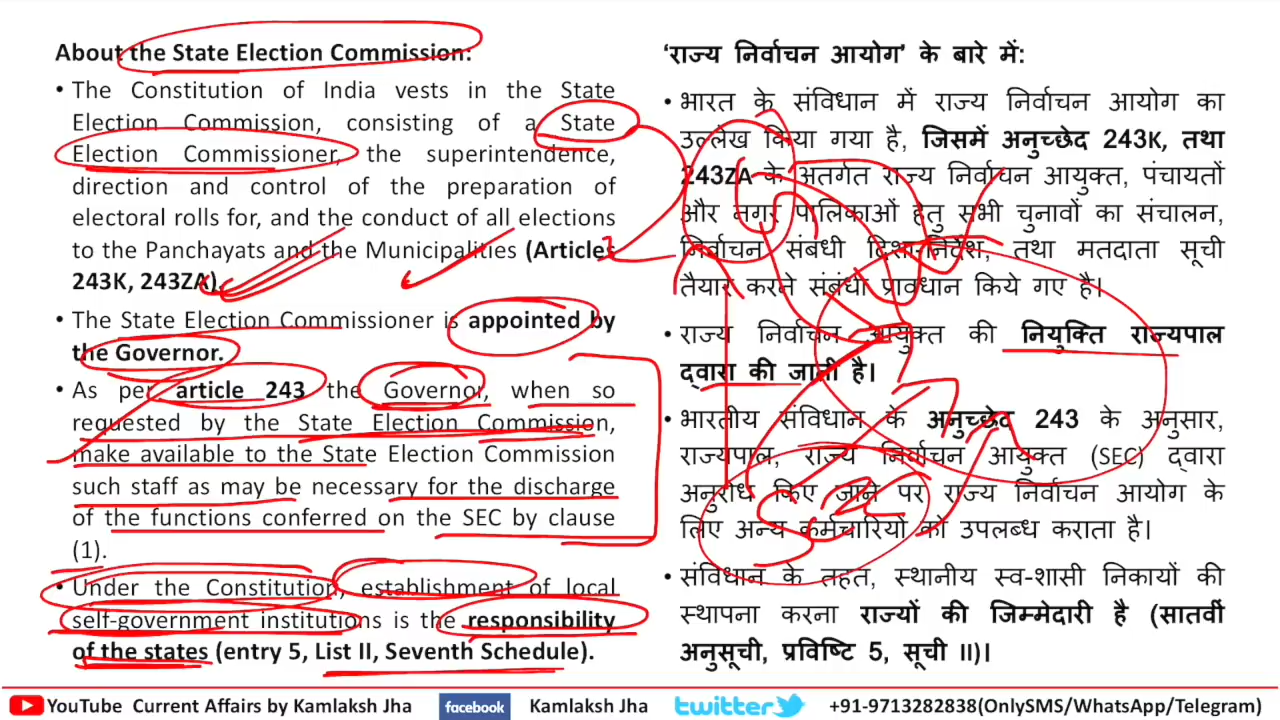 About the State Election Commission:
• The Constitution of India vests in the State
Election Commission, consisting of a State
Election Commissioner, the superintendence,
direction and control of the preparation of
electoral rolls for, and the conduct of all elections
to the Panchayats and the Municipalities (Article
243K, 243ZA).
• The State Election Commissioner is appointed by
the Governor.
• As per article 243 the Governor, when so
requested by the State Election Commission,
make available to the State Election Commission
such staff as may be necessary for the discharge
of the functions conferred on the SEC by clause
(1).
• Under the Constitution, establishment of local
self-government institutions is the responsibility
of the states (entry 5, List II, Seventh Schedule).
‘राज्य निर्वाचन आयोग’ के बारे में:
• भारत के संविधान में राज्य निर्वाचन आयोग का
उल्लेख किया गया है, जिसमें अनुच्छेद 243K, तथा
243ZA के अंतर्गत राज्य निर्वाचन आयुक्त, पंचायतों
और नगर पालिकाओं हेतु सभी चुनावों का संचालन,
निर्वाचन संबंधी दिशा-निर्देश, तथा मतदाता सूची
तैयार करने संबंधी प्रावधान किये गए है।
• राज्य निर्वाचन आयुक्त की नियुक्ति राज्यपाल
द्वारा की जाती है।
• भारतीय संविधान के अनुच्छेद 243 के अनुसार,
राज्यपाल, राज्य निर्वाचन आयुक्त (SEC) द्वारा
अनुरोध किए जाने पर राज्य निर्वाचन आयोग के
लिए अन्य कर्मचारियों को उपलब्ध कराता है।
• संविधान के तहत, स्थानीय स्व-शासी निकायों की
स्थापना करना राज्यों की जिम्मेदारी है (सातवीं
अनुसूची, प्रविष्टि 5, सूची II)।
YouTube Current Affairs by Kamlaksh Jha facebook Kamlaksh Jha twitter +91-9713282838(OnlySMS/WhatsApp/Telegram)